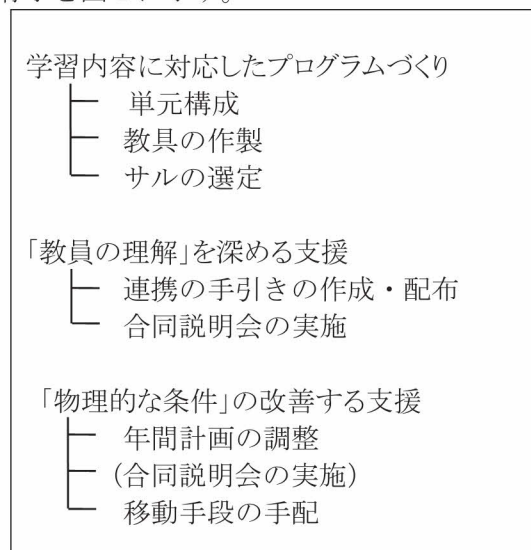 学習内容に対応したプログラムづくり
単元構成
教具の作製
サルの選定
「教員の理解」を深める支援
連携の手引きの作成・配布
合同説明会の実施
「物理的な条件」の改善する支援
年間計画の調整
(合同説明会の実施)
移動手段の手配